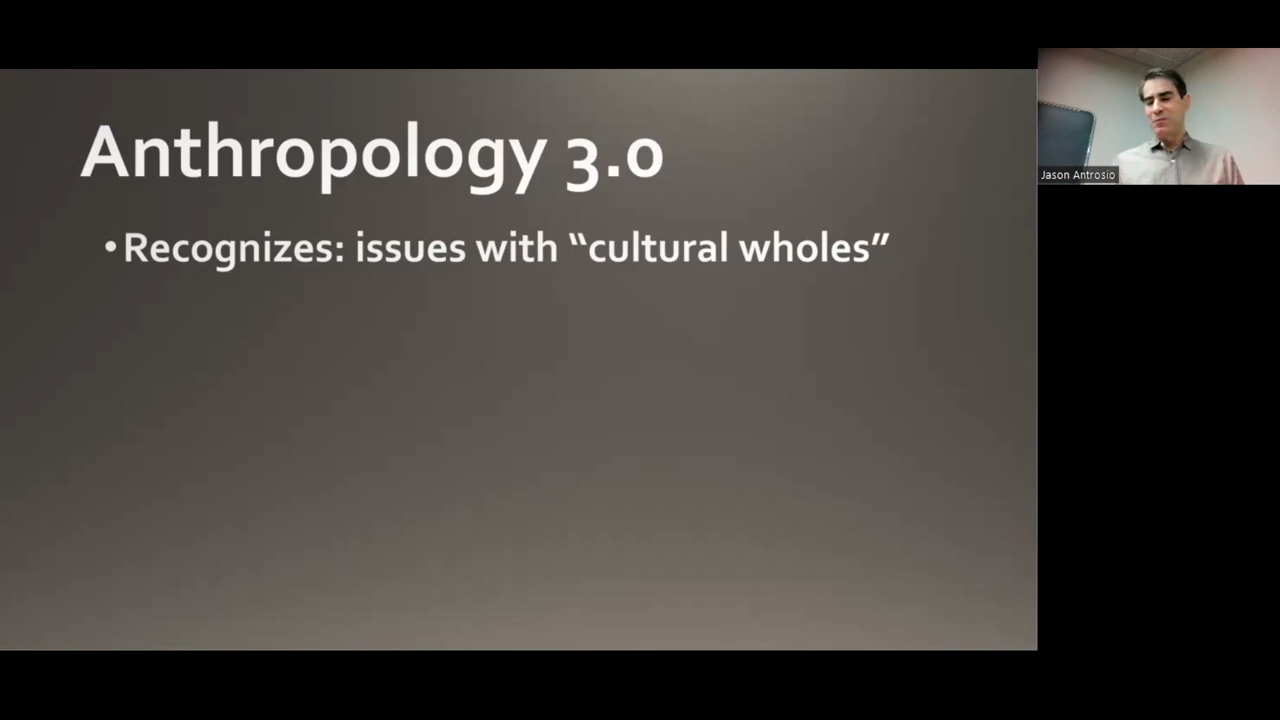 Anthropology 3.0
•Recognizes: issues with “cultural wholes”
Jason Antrosio